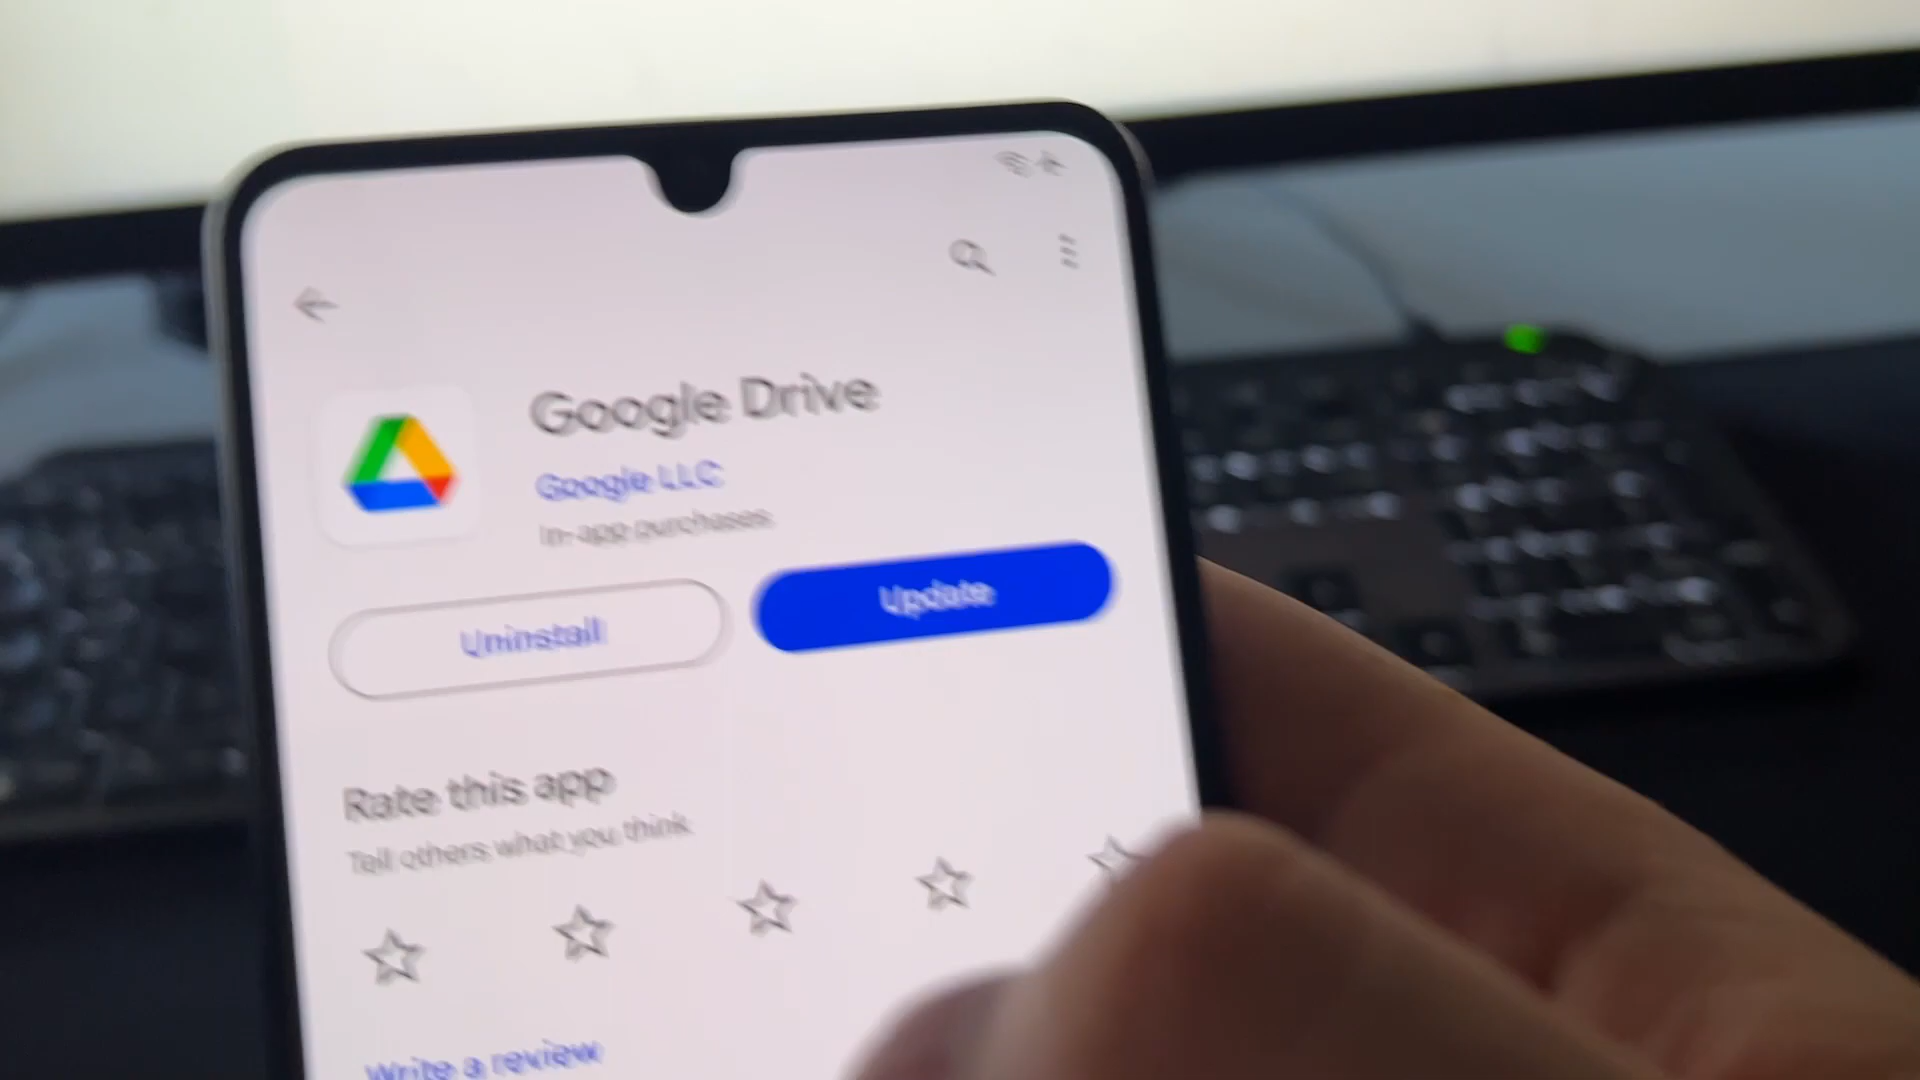 Google Drive
Google LLC
In-app purchases
Uninstall
Update
Rate this app
Tell others what you think
Write a review